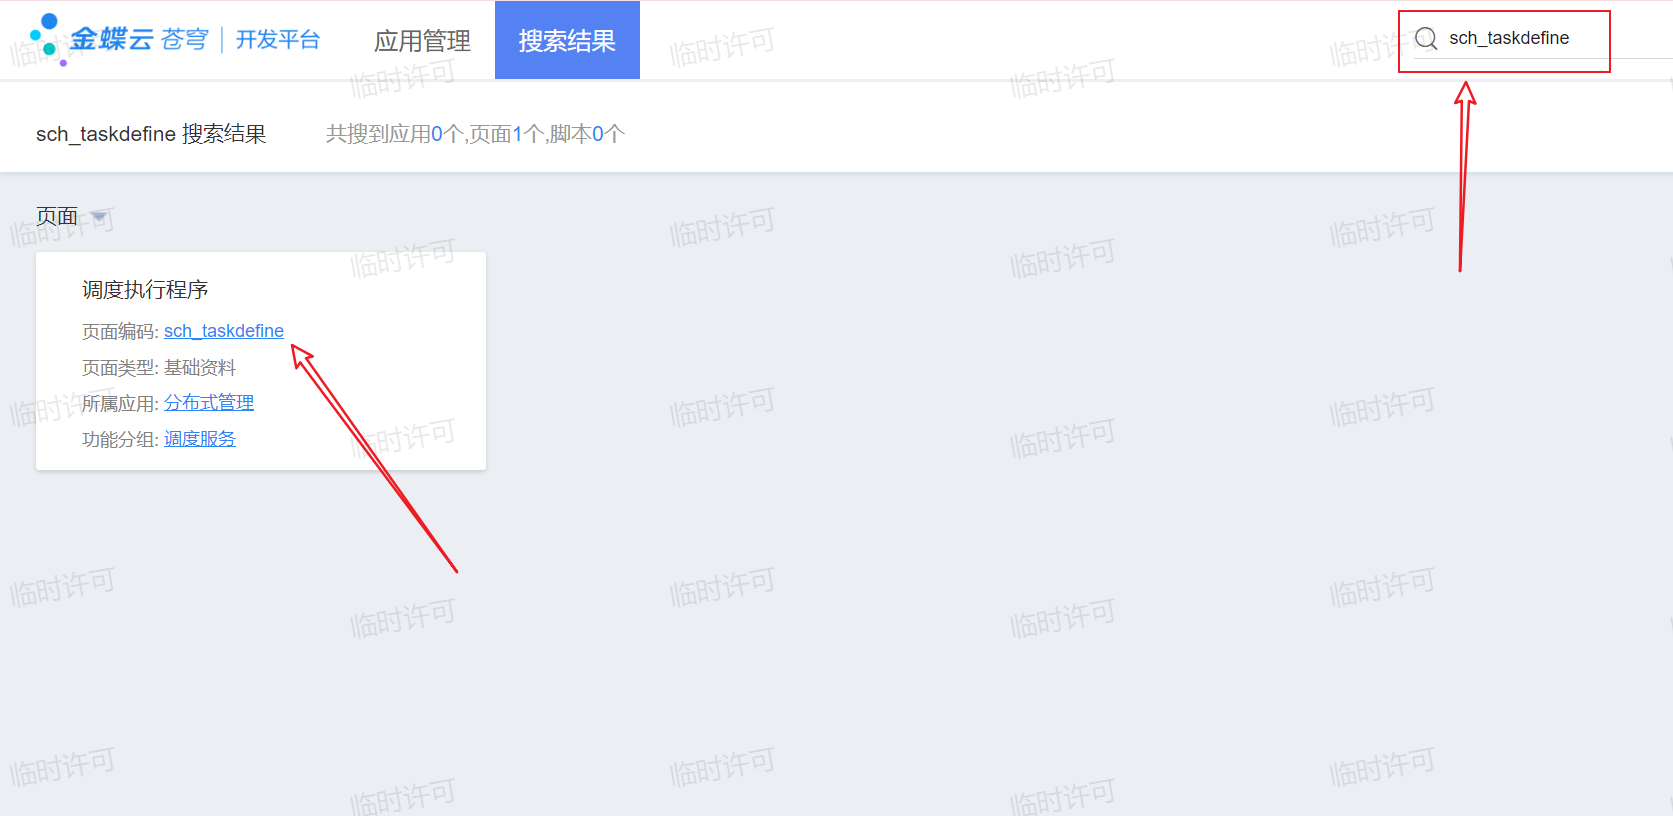 金蝶云 苍穹 开发平台 应用管理 搜索结果 sch_taskdefine
sch_taskdefine 搜索结果 共搜到应用0个,页面1个,脚本0个
页面
调度执行程序
页面编码: sch_taskdefine
页面类型: 基础资料
所属应用: 分布式管理
功能分组: 调度服务
临时许可 临时许可 临时许可
临时许可 临时许可
临时许可 临时许可 临时许可
临时许可 临时许可
临时许可 临时许可 临时许可
临时许可 临时许可
临时许可 临时许可 临时许可
临时许可 临时许可
临时许可 临时许可 临时许可
临时许可 临时许可